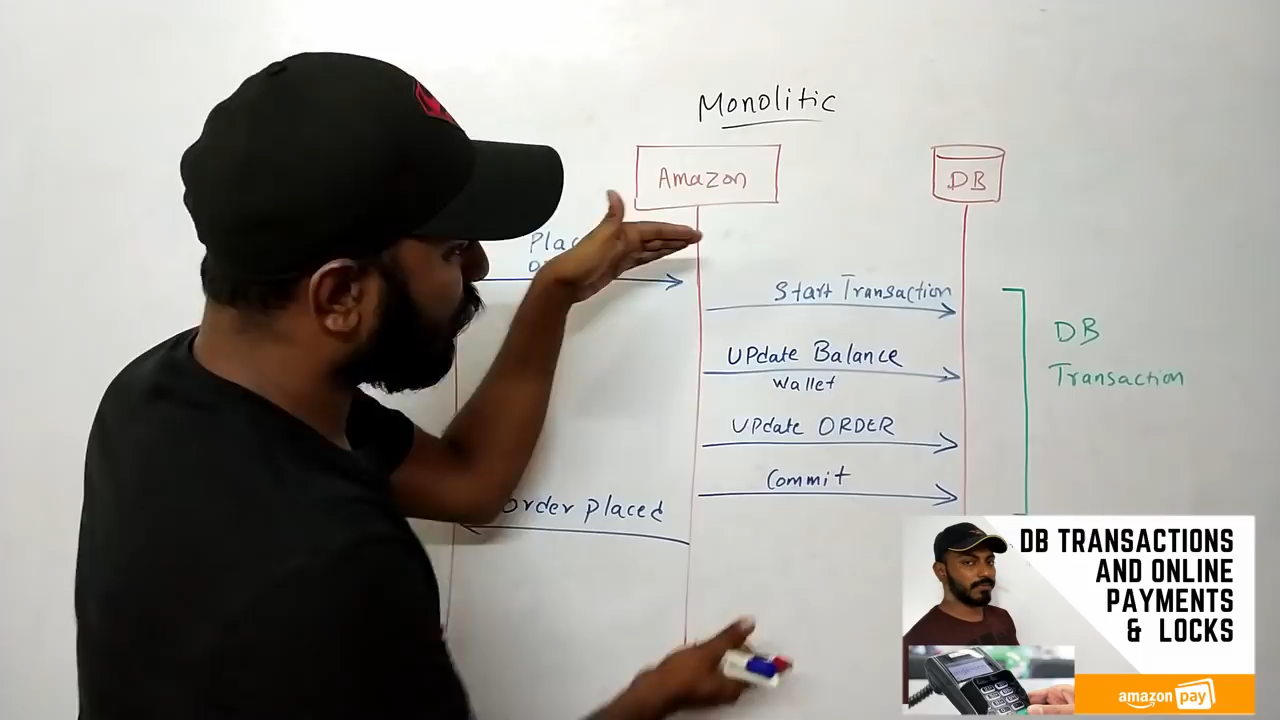 Monolitic
Amazon
DB
Start Transaction
UPdate Balance
Wallet
UPdate ORDER
Commit
Order placed
DB
Transaction
DB TRANSACTIONS
AND ONLINE
PAYMENTS
& LOCKS
amazon pay